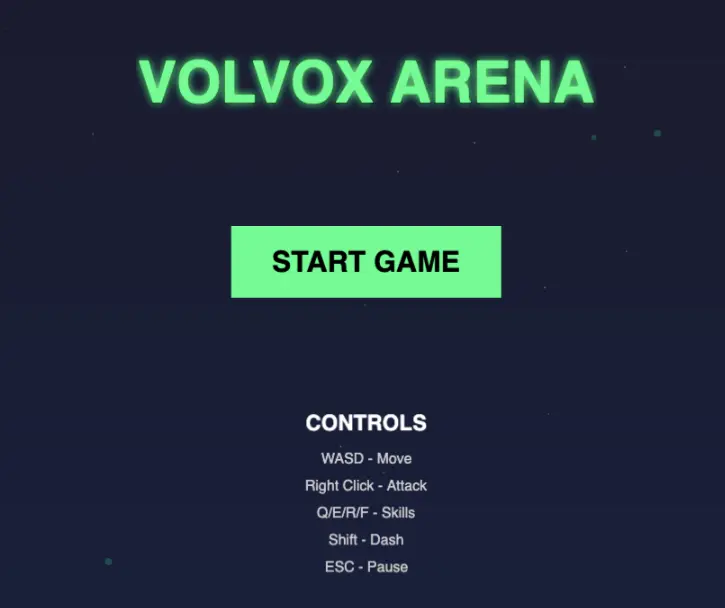 VOLVOX ARENA
START GAME
CONTROLS
WASD - Move
Right Click - Attack
Q/E/R/F - Skills
Shift - Dash
ESC - Pause